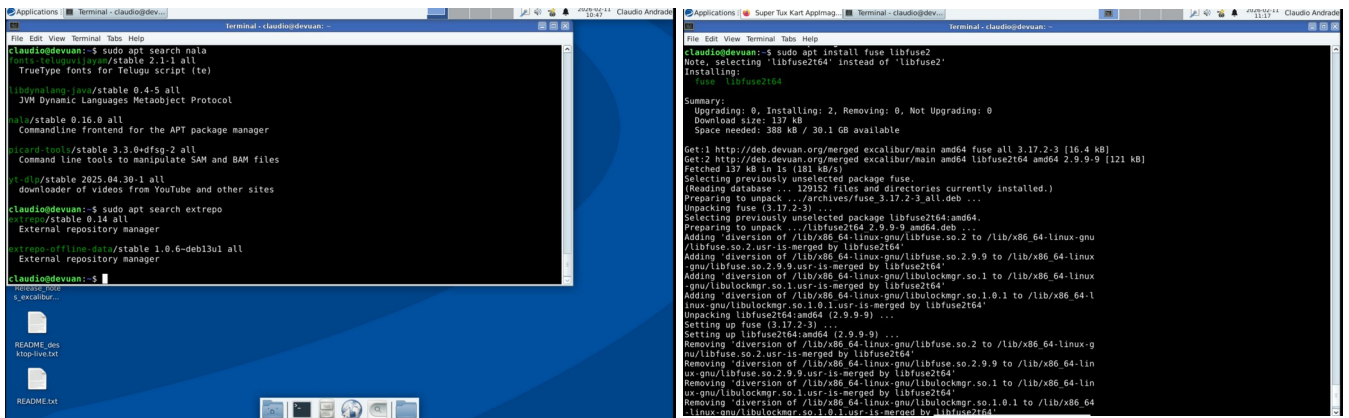 Applications Terminal - claudio@dev...
2026-02-11
10:47
Claudio Andrade
Terminal - claudio@devuan: ~
File Edit View Terminal Tabs Help
claudio@devuan:~$ sudo apt search nala
fonts-teluguvijayam/stable 2.1-1 all
TrueType fonts for Telugu script (te)
libdynalang-java/stable 0.4-5 all
JVM Dynamic Languages Metaobject Protocol
nala/stable 0.16.0 all
Commandline frontend for the APT package manager
picard-tools/stable 3.3.0+dfsg-2 all
Command line tools to manipulate SAM and BAM files
yt-dlp/stable 2025.04.30-1 all
downloader of videos from YouTube and other sites
claudio@devuan:~$ sudo apt search extrepo
extrepo/stable 0.14 all
External repository manager
extrepo-offline-data/stable 1.0.6~deb13u1 all
External repository manager
claudio@devuan:~$
Release_note
s_excalibur...
README_des
ktop-live.txt
README.txt
Applications Super Tux Kart AppImag... Terminal - claudio@dev...
2026-02-11
11:17
Claudio Andrade
Terminal - claudio@devuan: ~
File Edit View Terminal Tabs Help
claudio@devuan:~$ sudo apt install fuse libfuse2
Note, selecting 'libfuse2t64' instead of 'libfuse2'
Installing:
fuse libfuse2t64
Summary:
Upgrading: 0, Installing: 2, Removing: 0, Not Upgrading: 0
Download size: 137 kB
Space needed: 388 kB / 30.1 GB available
Get:1 http://deb.devuan.org/merged excalibur/main amd64 fuse all 3.17.2-3 [16.4 kB]
Get:2 http://deb.devuan.org/merged excalibur/main amd64 libfuse2t64 amd64 2.9.9-9 [121 kB]
Fetched 137 kB in 1s (181 kB/s)
Selecting previously unselected package fuse.
(Reading database ... 129152 files and directories currently installed.)
Preparing to unpack .../archives/fuse_3.17.2-3_all.deb ...
Unpacking fuse (3.17.2-3) ...
Selecting previously unselected package libfuse2t64:amd64.
Preparing to unpack .../libfuse2t64_2.9.9-9_amd64.deb ...
Adding 'diversion of /lib/x86_64-linux-gnu/libfuse.so.2 to /lib/x86_64-linux-gnu
/libfuse.so.2.usr-is-merged by libfuse2t64'
Adding 'diversion of /lib/x86_64-linux-gnu/libfuse.so.2.9.9 to /lib/x86_64-linux
-gnu/libfuse.so.2.9.9.usr-is-merged by libfuse2t64'
Adding 'diversion of /lib/x86_64-linux-gnu/libulockmgr.so.1 to /lib/x86_64-linux
-gnu/libulockmgr.so.1.usr-is-merged by libfuse2t64'
Adding 'diversion of /lib/x86_64-linux-gnu/libulockmgr.so.1.0.1 to /lib/x86_64-l
inux-gnu/libulockmgr.so.1.0.1.usr-is-merged by libfuse2t64'
Unpacking libfuse2t64:amd64 (2.9.9-9) ...
Setting up fuse (3.17.2-3) ...
Setting up libfuse2t64:amd64 (2.9.9-9) ...
Removing 'diversion of /lib/x86_64-linux-gnu/libfuse.so.2 to /lib/x86_64-linux-g
nu/libfuse.so.2.usr-is-merged by libfuse2t64'
Removing 'diversion of /lib/x86_64-linux-gnu/libfuse.so.2.9.9 to /lib/x86_64-lin
ux-gnu/libfuse.so.2.9.9.usr-is-merged by libfuse2t64'
Removing 'diversion of /lib/x86_64-linux-gnu/libulockmgr.so.1 to /lib/x86_64-lin
ux-gnu/libulockmgr.so.1.usr-is-merged by libfuse2t64'
Removing 'diversion of /lib/x86_64-linux-gnu/libulockmgr.so.1.0.1 to /lib/x86_64
-linux-gnu/libulockmgr.so.1.0.1.usr-is-merged by libfuse2t64'